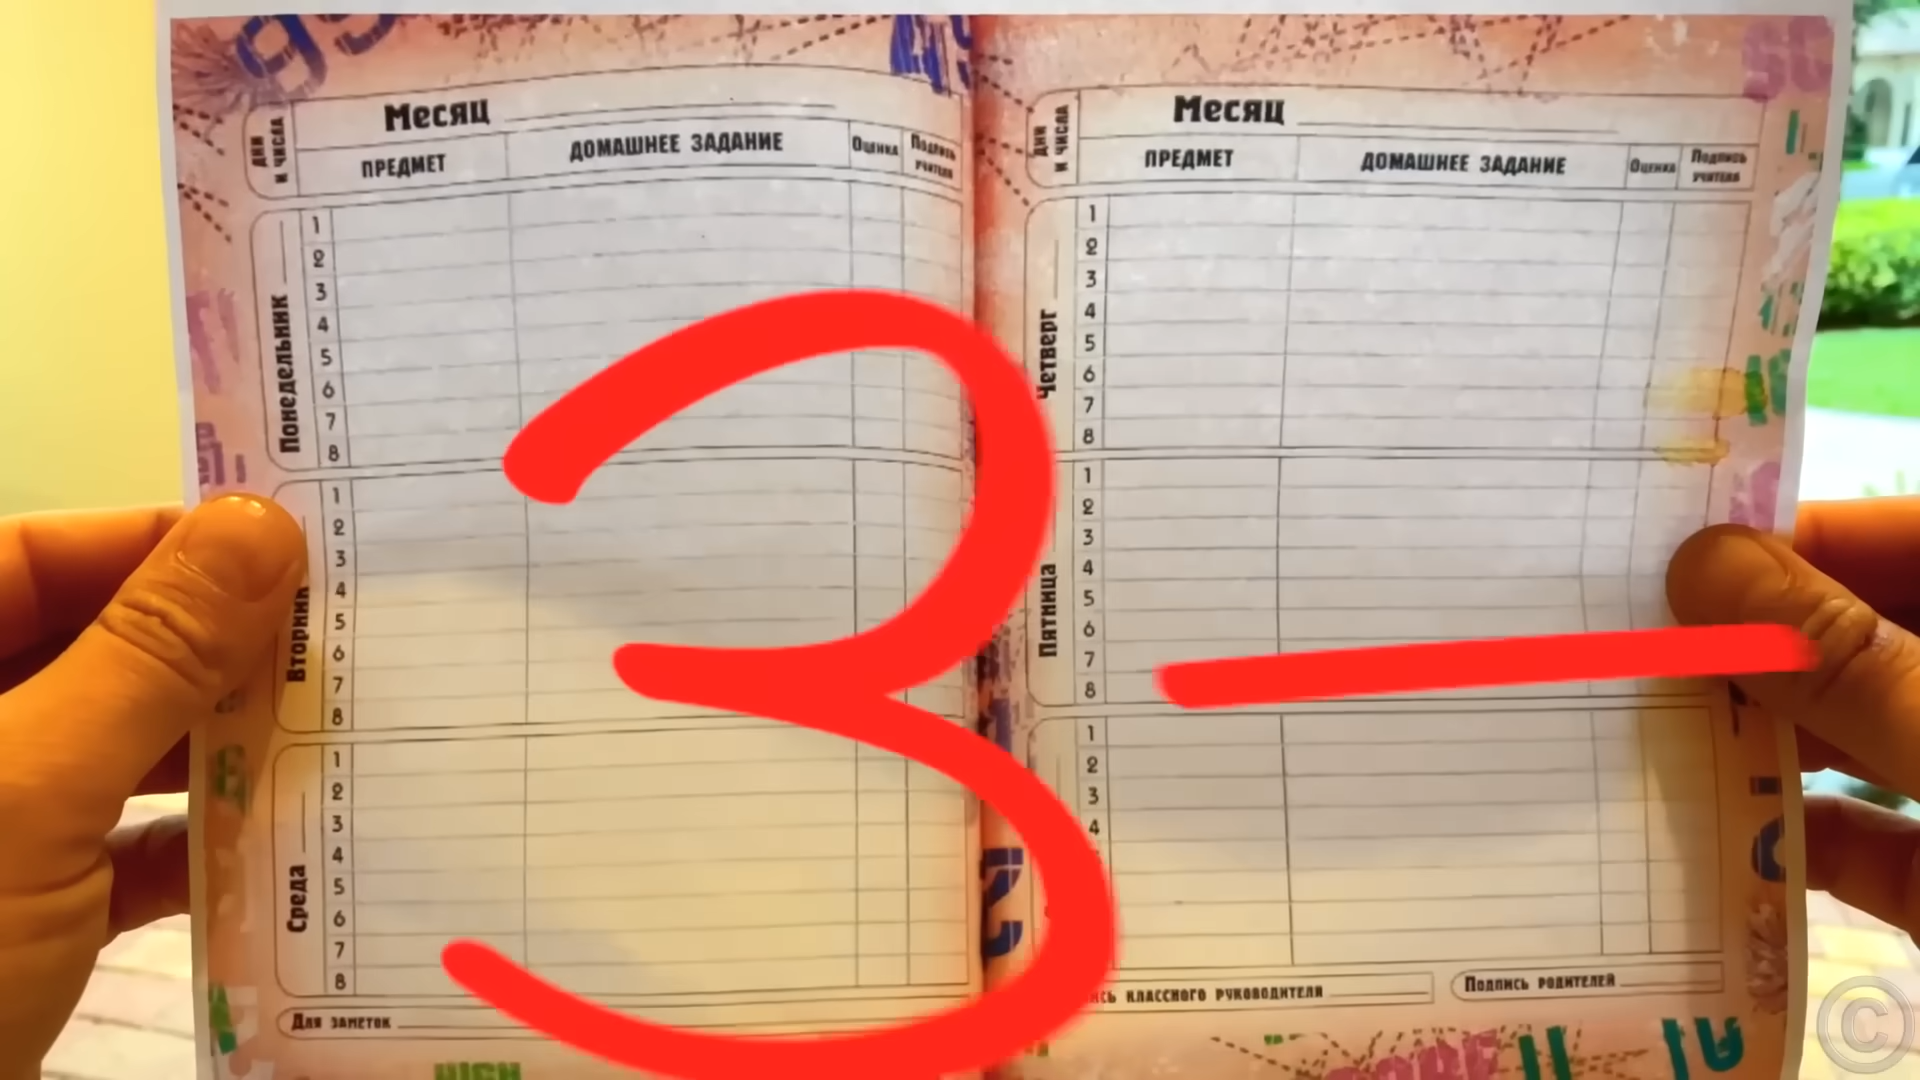 Месяц
ДНИ И ЧИСЛА
ПРЕДМЕТ
ДОМАШНЕЕ ЗАДАНИЕ
Оценка
Подпись учителя
Понедельник
1
2
3
4
5
6
7
8
Вторник
1
2
3
4
5
6
7
8
Среда
1
2
3
4
5
6
7
8
Для заметок
Месяц
ДНИ И ЧИСЛА
ПРЕДМЕТ
ДОМАШНЕЕ ЗАДАНИЕ
Оценка
Подпись учителя
Четверг
1
2
3
4
5
6
7
8
Пятница
1
2
3
4
5
6
7
8
1
2
3
4
классного руководителя
Подпись родителей
3-
HIGH
©